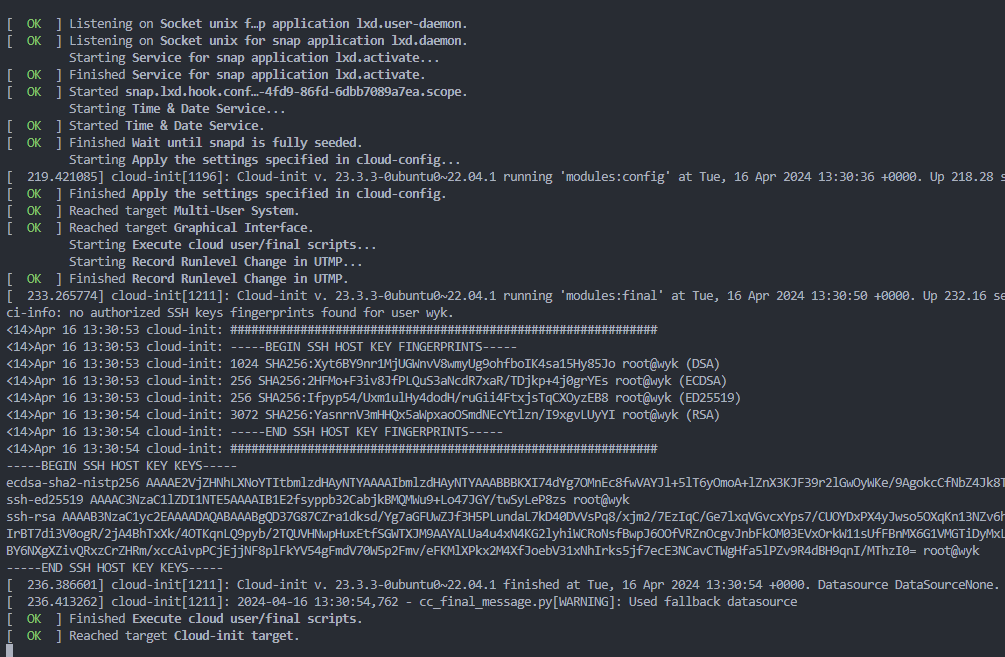 [  OK  ] Listening on Socket unix f…p application lxd.user-daemon.
[  OK  ] Listening on Socket unix for snap application lxd.daemon.
         Starting Service for snap application lxd.activate...
[  OK  ] Finished Service for snap application lxd.activate.
[  OK  ] Started snap.lxd.hook.conf…-4fd9-86fd-6dbb7089a7ea.scope.
         Starting Time & Date Service...
[  OK  ] Started Time & Date Service.
[  OK  ] Finished Wait until snapd is fully seeded.
         Starting Apply the settings specified in cloud-config...
[  219.421085] cloud-init[1196]: Cloud-init v. 23.3.3-0ubuntu0~22.04.1 running 'modules:config' at Tue, 16 Apr 2024 13:30:36 +0000. Up 218.28 s
[  OK  ] Finished Apply the settings specified in cloud-config.
[  OK  ] Reached target Multi-User System.
[  OK  ] Reached target Graphical Interface.
         Starting Execute cloud user/final scripts...
         Starting Record Runlevel Change in UTMP...
[  OK  ] Finished Record Runlevel Change in UTMP.
[  233.265774] cloud-init[1211]: Cloud-init v. 23.3.3-0ubuntu0~22.04.1 running 'modules:final' at Tue, 16 Apr 2024 13:30:50 +0000. Up 232.16 se
ci-info: no authorized SSH keys fingerprints found for user wyk.
<14>Apr 16 13:30:53 cloud-init: #############################################################
<14>Apr 16 13:30:53 cloud-init: -----BEGIN SSH HOST KEY FINGERPRINTS-----
<14>Apr 16 13:30:53 cloud-init: 1024 SHA256:Xyt6BY9nr1MjUGWnvV8wmyUg9ohfboIK4sa15Hy85Jo root@wyk (DSA)
<14>Apr 16 13:30:53 cloud-init: 256 SHA256:2HFMo+F3iv8JfPLQuS3aNcdR7xaR/TDjkp+4j0grYEs root@wyk (ECDSA)
<14>Apr 16 13:30:53 cloud-init: 256 SHA256:Ifpyp54/Uxm1ulHy4dodH/ruGii4FtxjsTqCXOyzEB8 root@wyk (ED25519)
<14>Apr 16 13:30:54 cloud-init: 3072 SHA256:YasnrnV3mHHQx5aWpxaoOSmdNEcYtlzn/I9xgvLUyYI root@wyk (RSA)
<14>Apr 16 13:30:54 cloud-init: -----END SSH HOST KEY FINGERPRINTS-----
<14>Apr 16 13:30:54 cloud-init: #############################################################
-----BEGIN SSH HOST KEY KEYS-----
ecdsa-sha2-nistp256
ssh-ed25519 AAAAC3NzaC1lZDI1NTE5AAAAIB1E2fsyppb32CabjkBMQMWu9+Lo47JGY/twSyLeP8zs root@wyk
ssh-rsa
root@wyk
-----END SSH HOST KEY KEYS-----
[  236.386601] cloud-init[1211]: Cloud-init v. 23.3.3-0ubuntu0~22.04.1 finished at Tue, 16 Apr 2024 13:30:54 +0000. Datasource DataSourceNone.
[  236.413262] cloud-init[1211]: 2024-04-16 13:30:54,762 - cc_final_message.py[WARNING]: Used fallback datasource
[  OK  ] Finished Execute cloud user/final scripts.
[  OK  ] Reached target Cloud-init target.